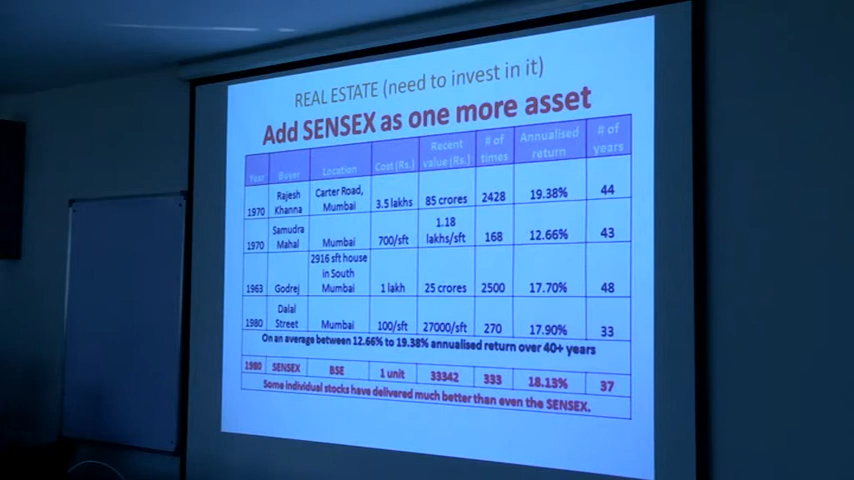 REAL ESTATE (need to invest in it)
Add SENSEX as one more asset
Year Buyer Location Cost (Rs.) Recent value (Rs.) # of times Annualised return # of years
1970 Rajesh Khanna Carter Road, Mumbai 3.5 lakhs 85 crores 2428 19.38% 44
1970 Samudra Mahal Mumbai 700/sft 1.18 lakhs/sft 168 12.66% 43
1963 Godrej 2916 sft house in South Mumbai 1 lakh 25 crores 2500 17.70% 48
1980 Dalal Street Mumbai 100/sft 27000/sft 270 17.90% 33
On an average between 12.66% to 19.38% annualised return over 40+ years
1980 SENSEX BSE 1 unit 33342 333 18.13% 37
Some individual stocks have delivered much better than even the SENSEX.